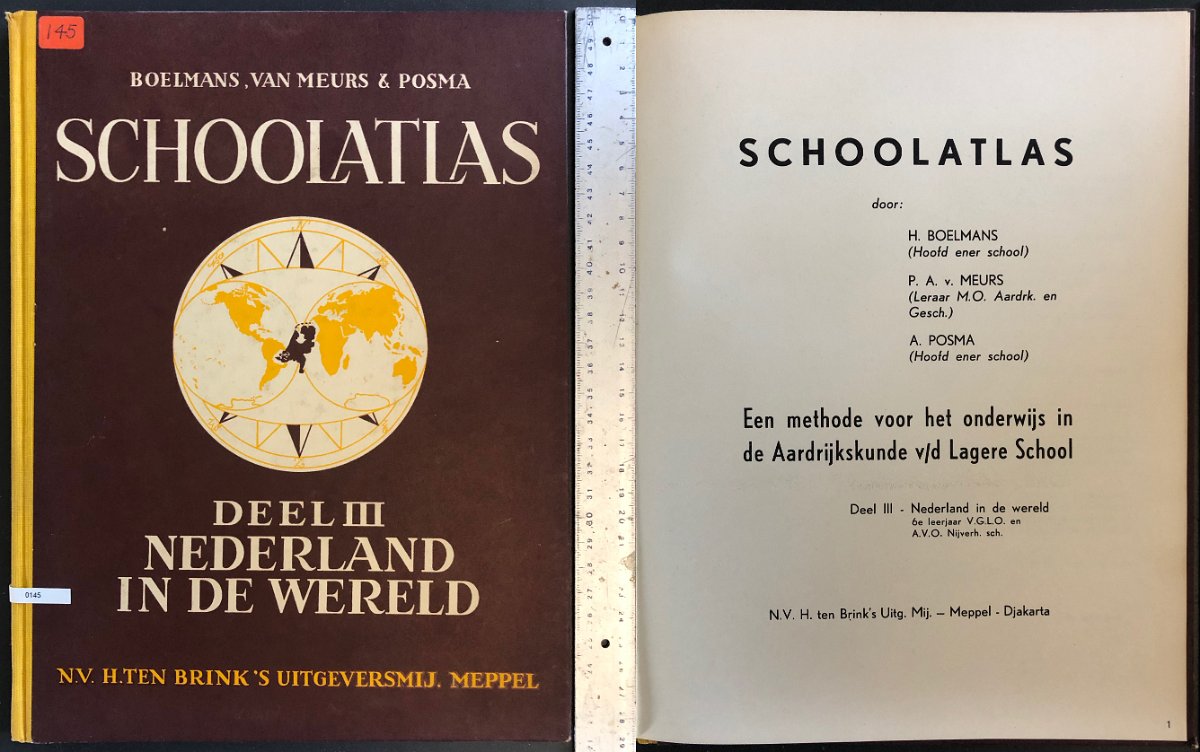 145
BOELMANS, VAN MEURS & POSMA
SCHOOLATLAS
DEEL III
NEDERLAND
IN DE WERELD
0145
N.V. H. TEN BRINK'S UITGEVERSMIJ. MEPPEL
SCHOOLATLAS
door:
H. BOELMANS
(Hoofd ener school)
P. A. v. MEURS
(Leraar M.O. Aardrk. en
Gesch.)
A. POSMA
(Hoofd ener school)
Een methode voor het onderwijs in
de Aardrijkskunde v/d Lagere School
Deel III - Nederland in de wereld
6e leerjaar V.G.L.O. en
A.V.O. Nijverh. sch.
N.V. H. ten Brink's Uitg. Mij. — Meppel - Djakarta
1